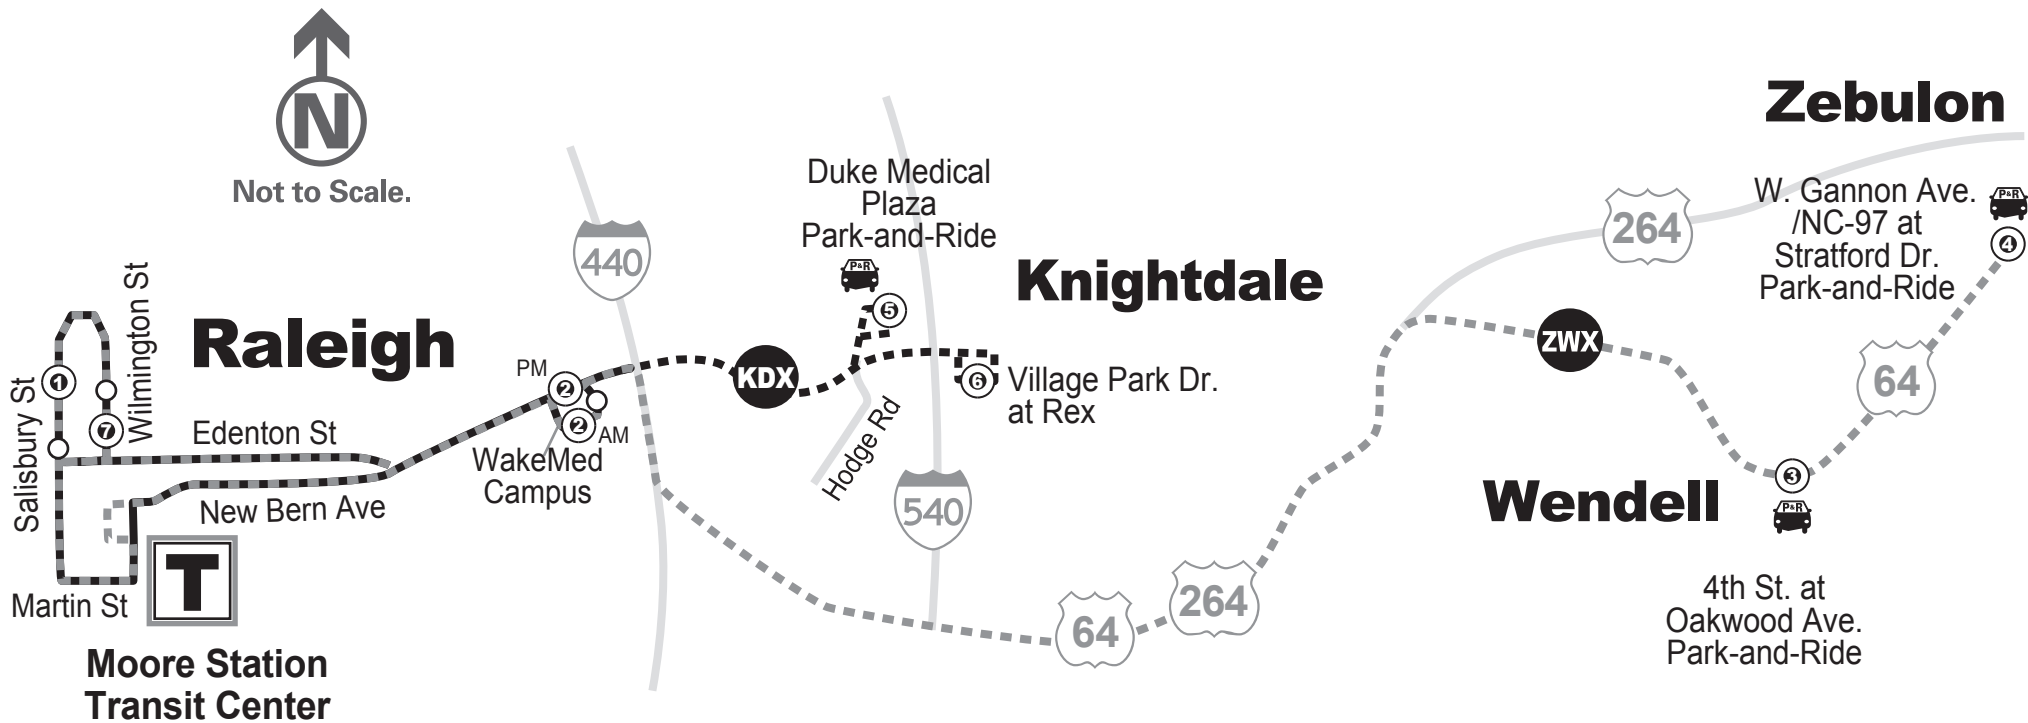 N
Not to Scale.
Zebulon
W. Gannon Ave.
/NC-97 at
Stratford Dr.
Park-and-Ride
P&R
4
264
Duke Medical
Plaza
Park-and-Ride
P&R
5
440
Knightdale
Raleigh
Wilmington St
Salisbury St
1
7
PM
2
2
AM
WakeMed
Campus
KDX
6
Village Park Dr.
at Rex
Hodge Rd
540
ZWX
64
Edenton St
New Bern Ave
Martin St
T
Moore Station
Transit Center
64
264
Wendell
3
P&R
4th St. at
Oakwood Ave.
Park-and-Ride